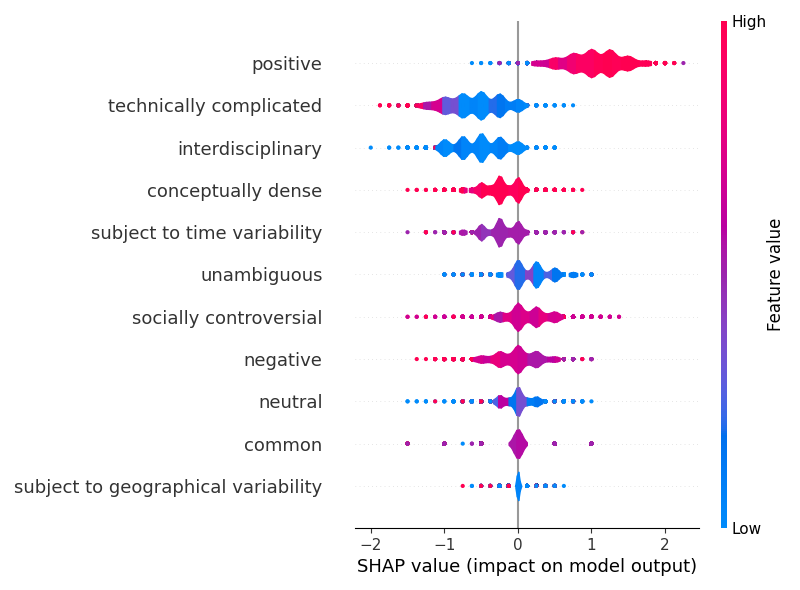 High
positive
technically complicated
interdisciplinary
conceptually dense
subject to time variability
unambiguous
socially controversial
negative
neutral
common
subject to geographical variability
Feature value
Low
−2 −1 0 1 2
SHAP value (impact on model output)